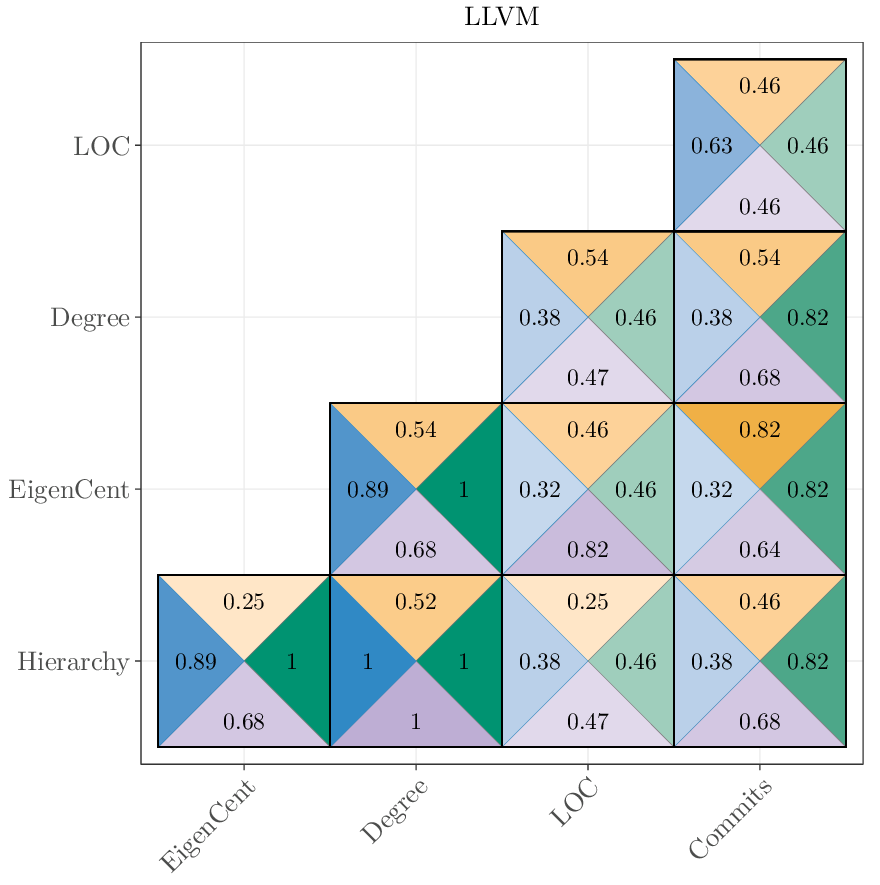 LLVM
0.46
LOC 0.63 0.46
0.46
0.54 0.54
Degree 0.38 0.46 0.38 0.82
0.47 0.68
0.54 0.46 0.82
EigenCent 0.89 1 0.32 0.46 0.32 0.82
0.68 0.82 0.64
0.25 0.52 0.25 0.46
Hierarchy 0.89 1 1 1 0.38 0.46 0.38 0.82
0.68 1 0.47 0.68
EigenCent Degree LOC Commits